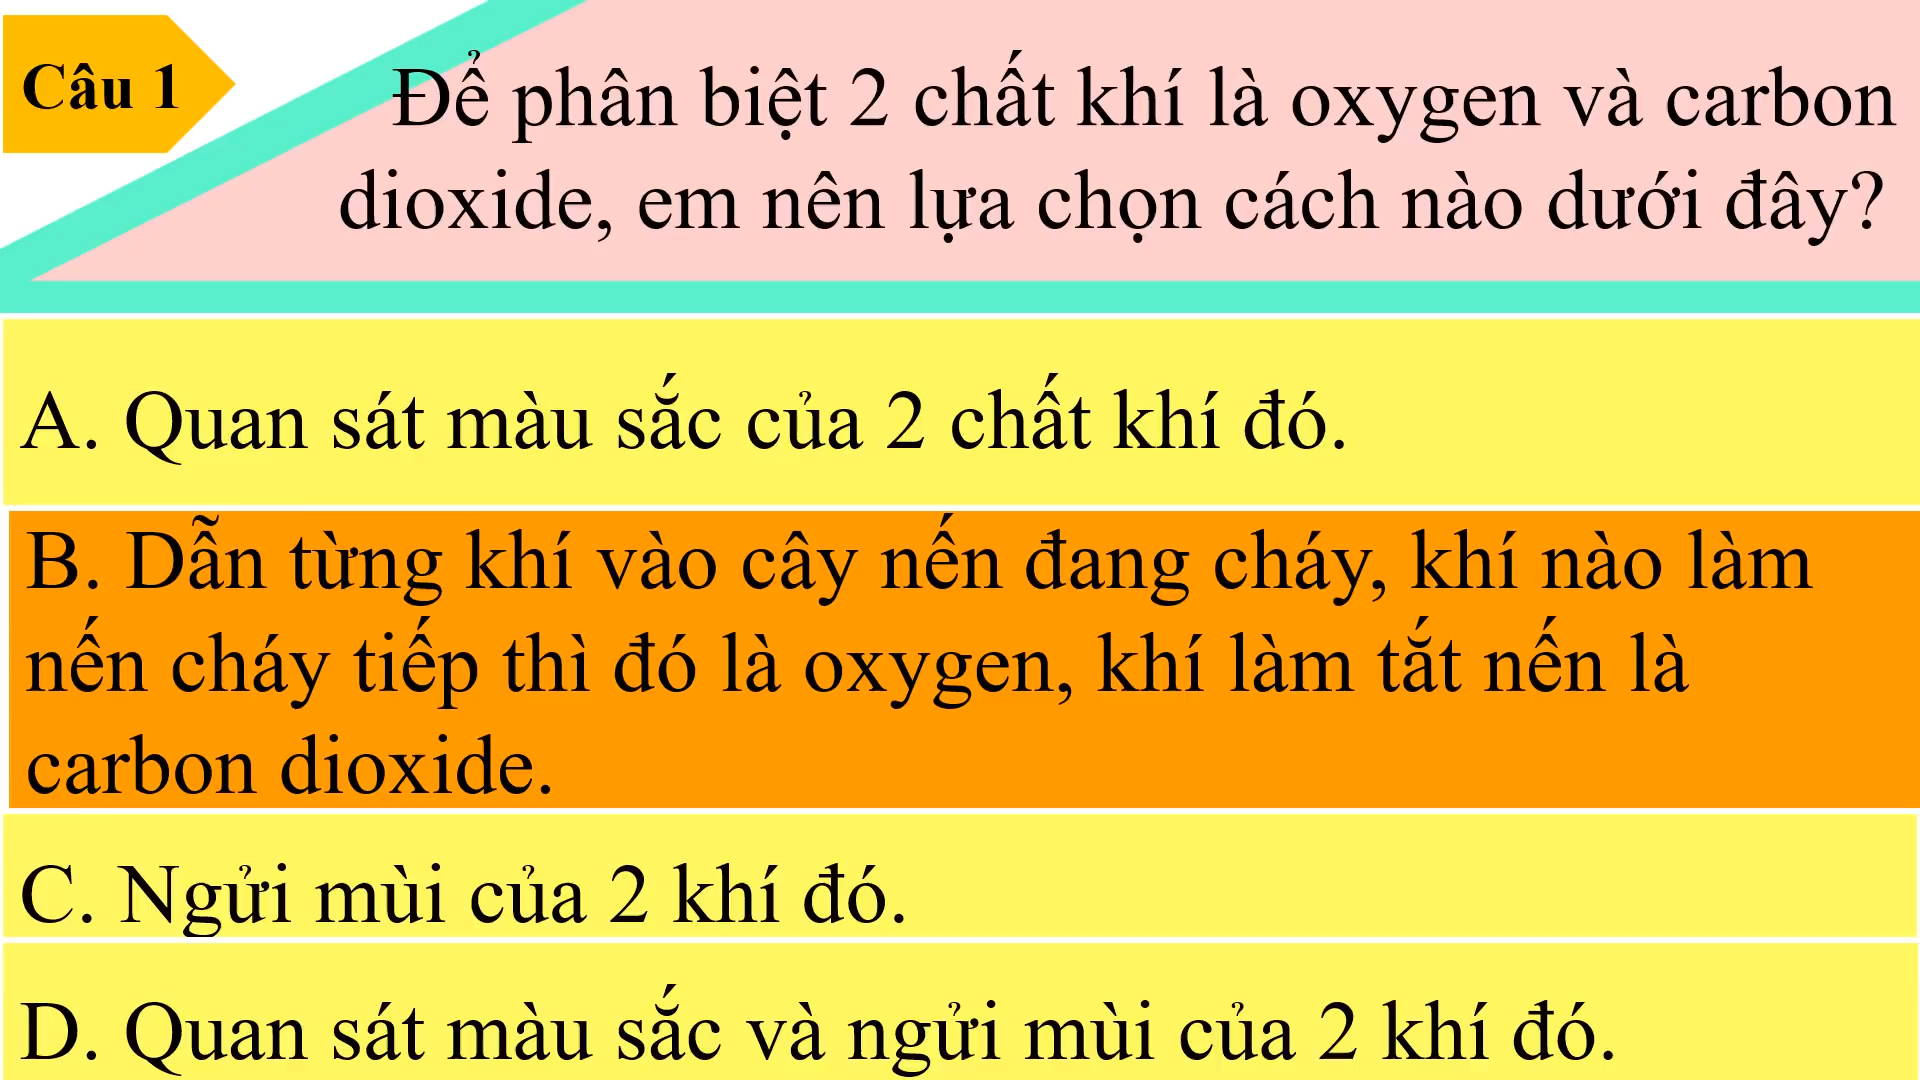 Câu 1
Để phân biệt 2 chất khí là oxygen và carbon
dioxide, em nên lựa chọn cách nào dưới đây?
A. Quan sát màu sắc của 2 chất khí đó.
B. Dẫn từng khí vào cây nến đang cháy, khí nào làm
nến cháy tiếp thì đó là oxygen, khí làm tắt nến là
carbon dioxide.
C. Ngửi mùi của 2 khí đó.
D. Quan sát màu sắc và ngửi mùi của 2 khí đó.